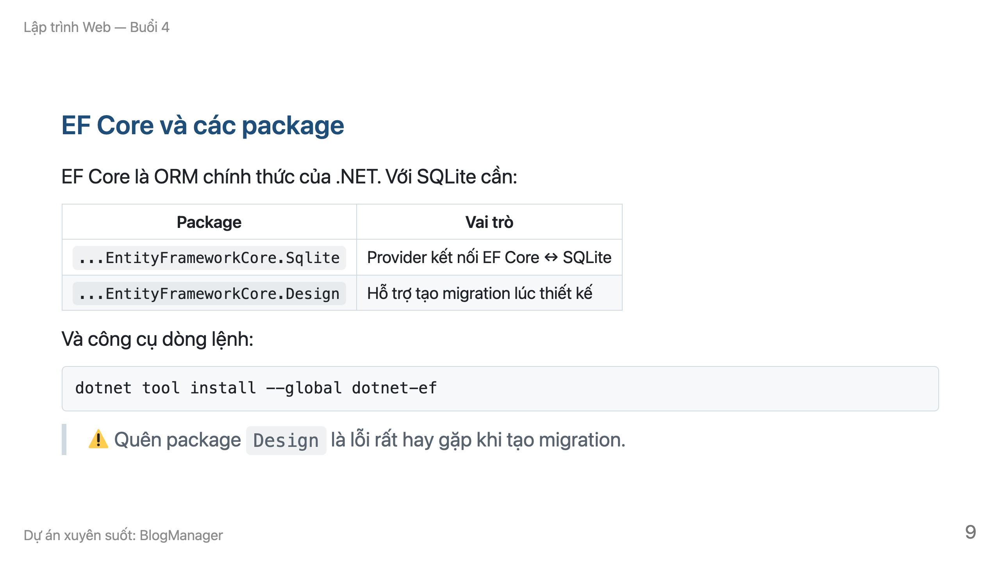 Lập trình Web — Buổi 4
EF Core và các package
EF Core là ORM chính thức của .NET. Với SQLite cần:
Package
Vai trò
...EntityFrameworkCore.Sqlite
Provider kết nối EF Core ↔ SQLite
...EntityFrameworkCore.Design
Hỗ trợ tạo migration lúc thiết kế
Và công cụ dòng lệnh:
dotnet tool install --global dotnet-ef
⚠️ Quên package Design là lỗi rất hay gặp khi tạo migration.
Dự án xuyên suốt: BlogManager
9